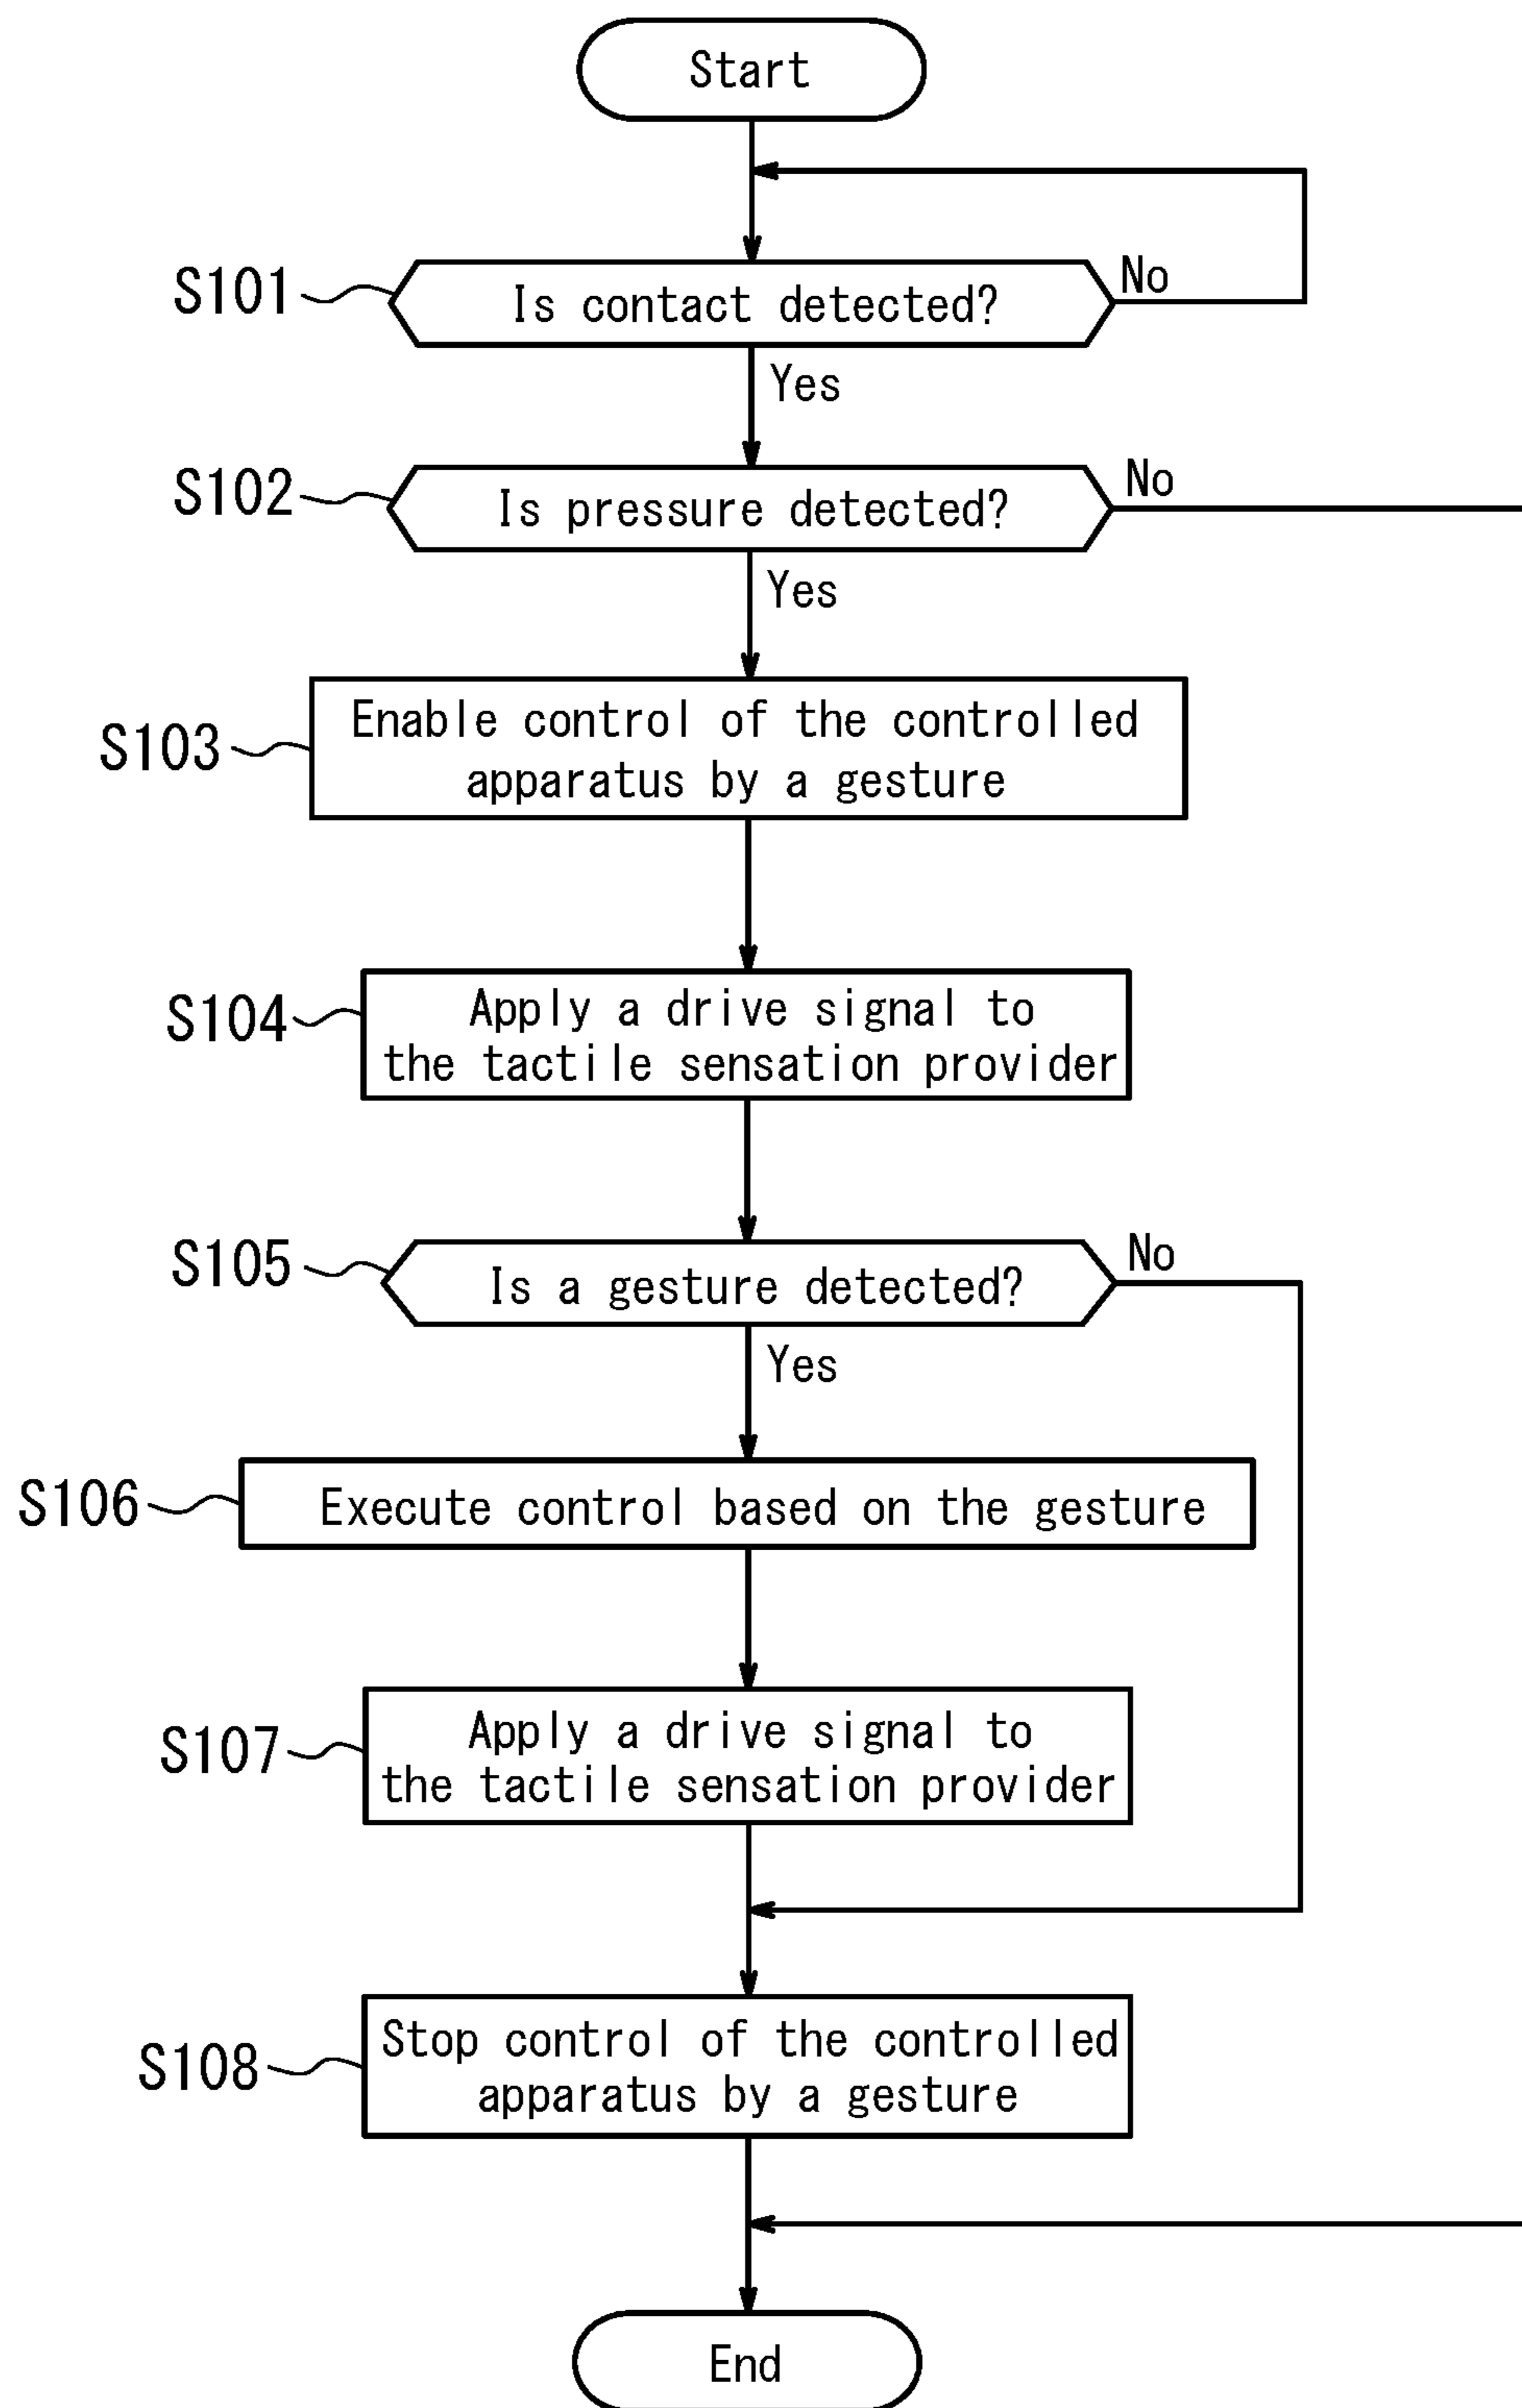 Start
S101
Is contact detected?
No
Yes
S102
Is pressure detected?
No
Yes
S103
Enable control of the controlled
apparatus by a gesture
S104
Apply a drive signal to
the tactile sensation provider
S105
Is a gesture detected?
No
Yes
S106
Execute control based on the gesture
S107
Apply a drive signal to
the tactile sensation provider
S108
Stop control of the controlled
apparatus by a gesture
End